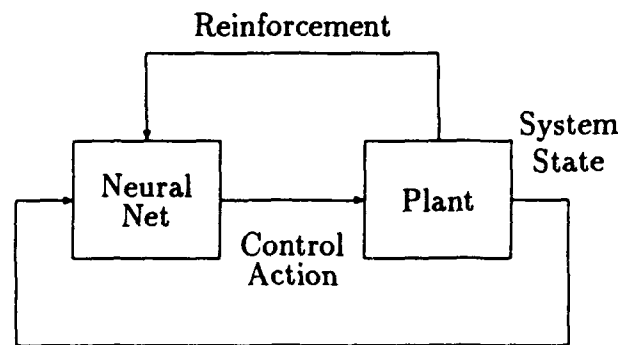 Reinforcement
System
State
Neural
Net
Plant
Control
Action